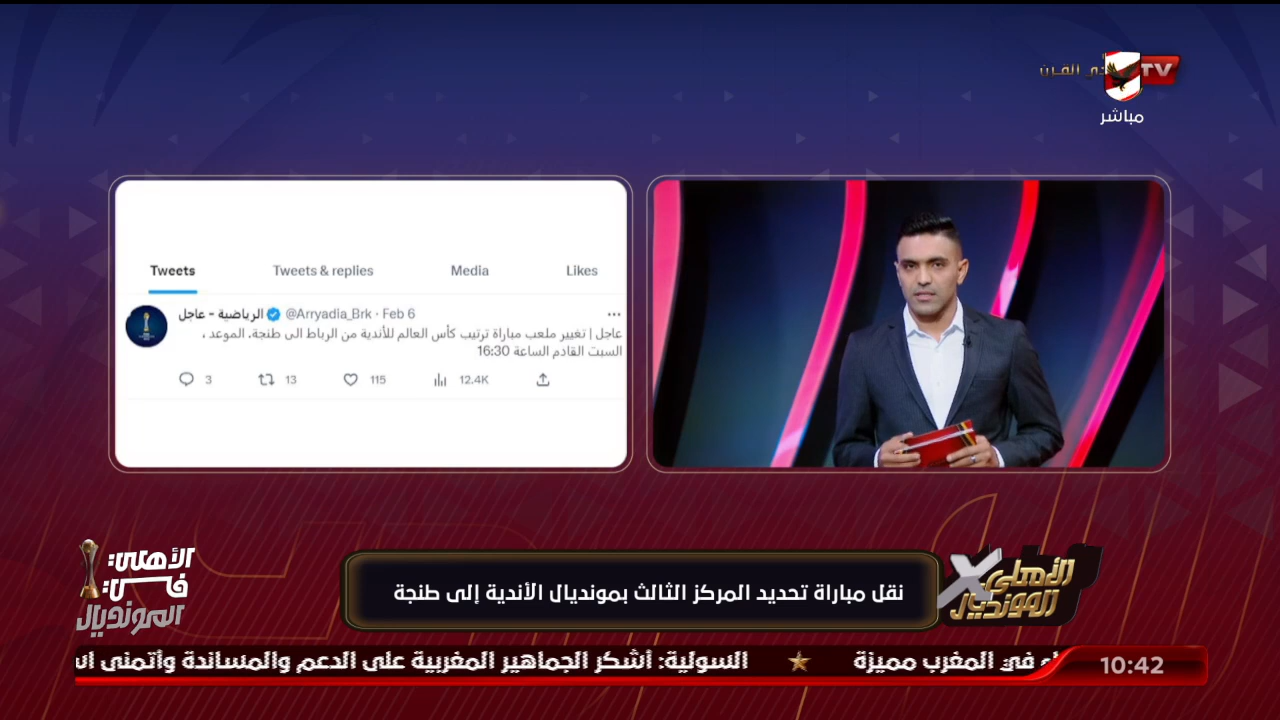 نادي القرن TV
مباشر
Tweets Tweets & replies Media Likes
الرياضية - عاجل @Arryadia_Brk · Feb 6
عاجل | تغيير ملعب مباراة ترتيب كأس العالم للأندية من الرباط الى طنجة. الموعد ،
السبت القادم الساعة 16:30
3 13 115 12.4K
الأهلي
في
المونديال
نقل مباراة تحديد المركز الثالث بمونديال الأندية إلى طنجة
الأهلي X
المونديال
في المغرب مميزة ★ السولية: أشكر الجماهير المغربية على الدعم والمساندة وأتمنى
10:42